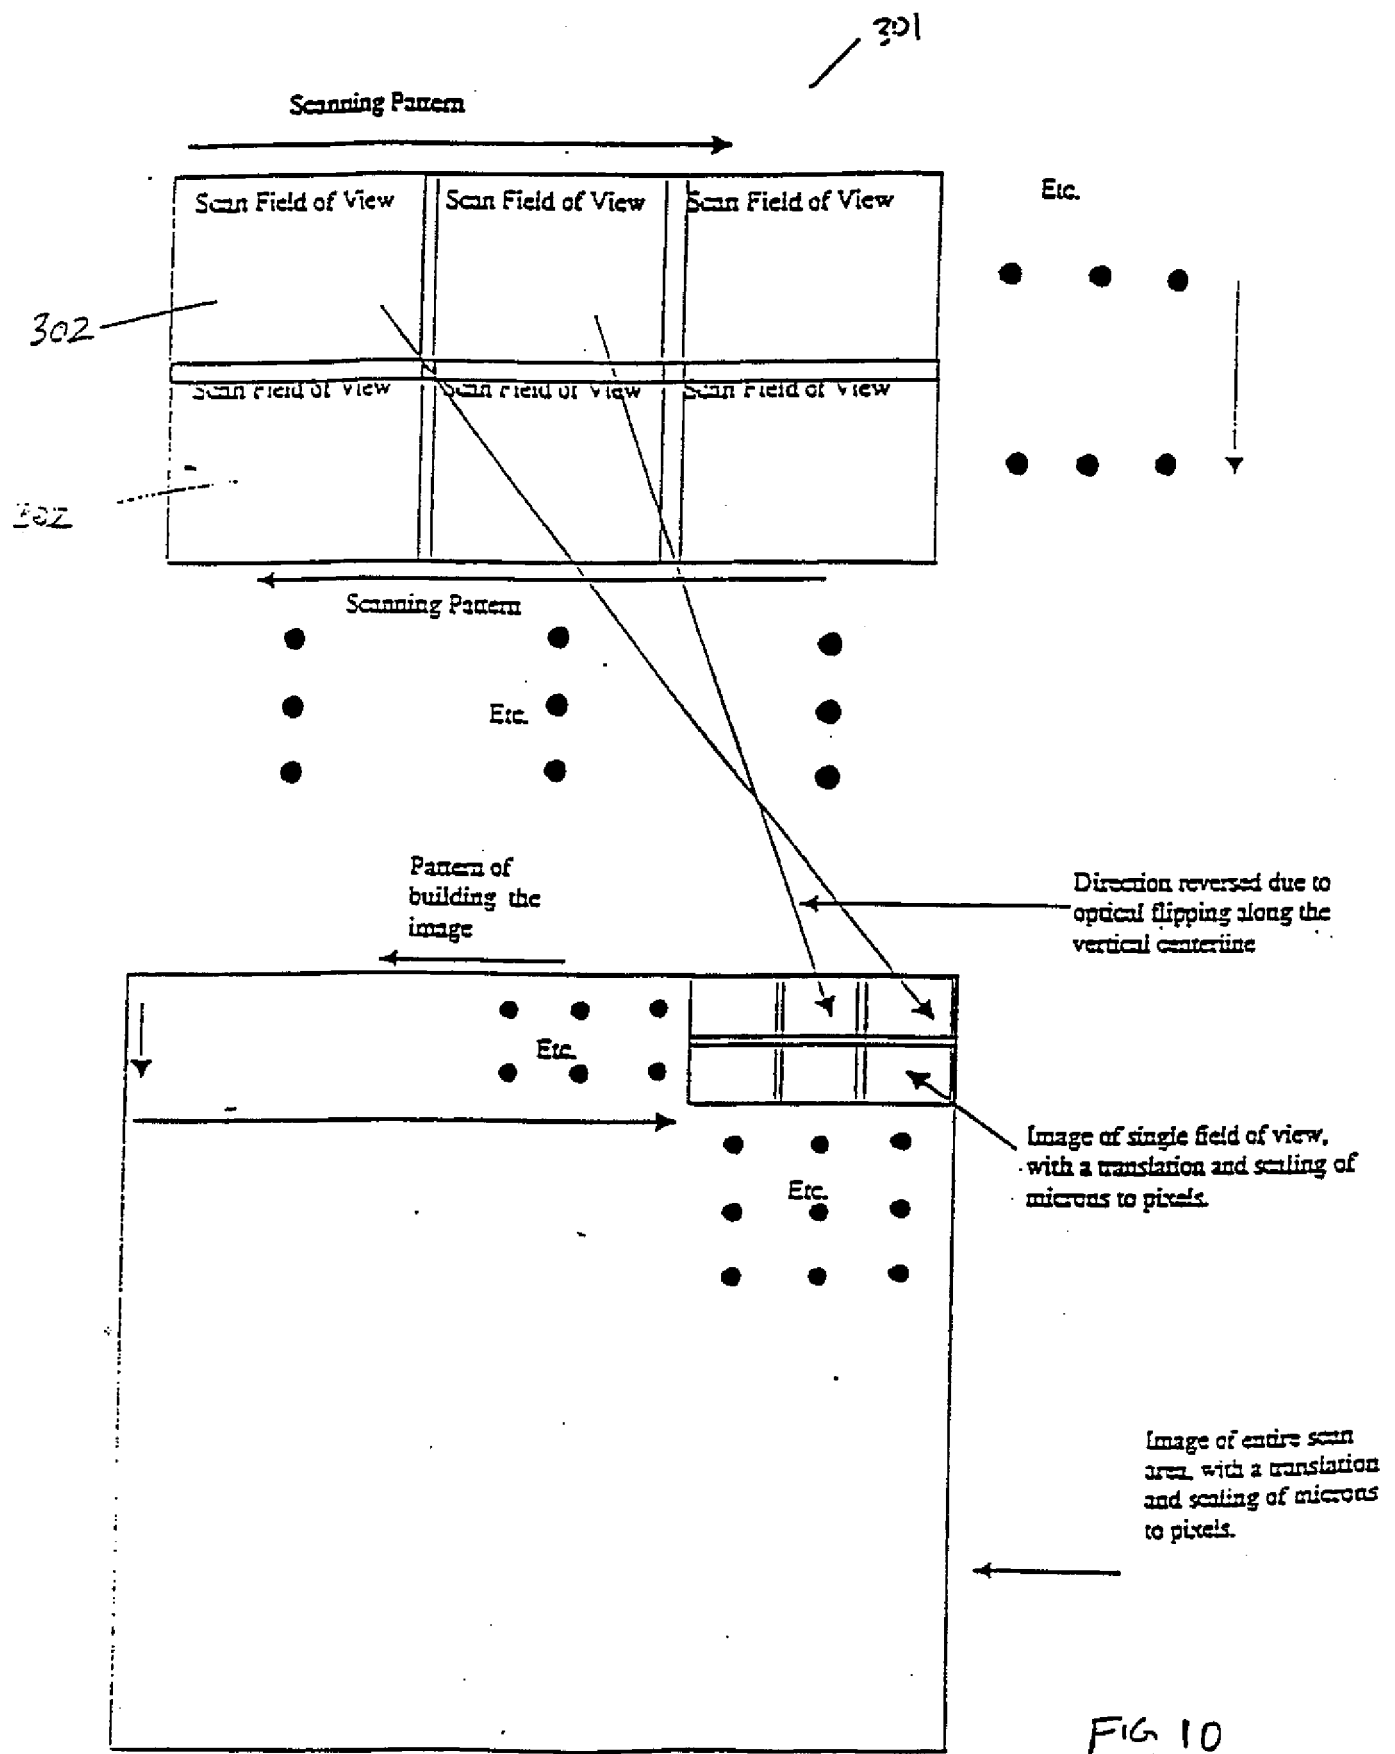 301
Scanning Pattern
Scan Field of View Scan Field of View Scan Field of View
Etc.
302
Scan Field of View Scan Field of View Scan Field of View
302
Scanning Pattern
Etc.
Pattern of
building the
image
Direction reversed due to
optical flipping along the
vertical centerline
Etc.
Image of single field of view,
with a translation and scaling of
microns to pixels.
Etc.
Image of entire scan
area, with a translation
and scaling of microns
to pixels.
FIG 10